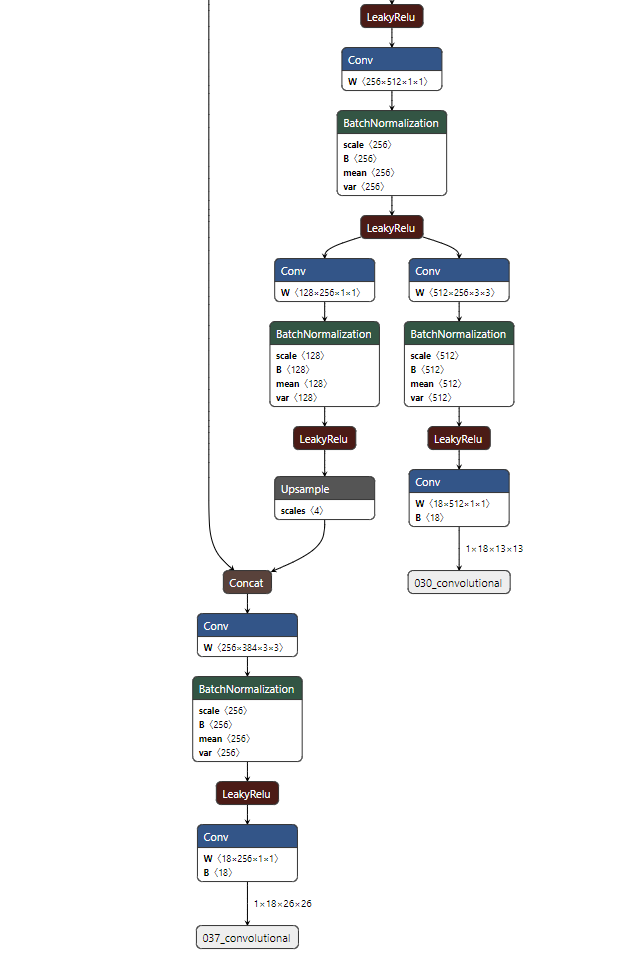 LeakyRelu
Conv
W ⟨256×512×1×1⟩
BatchNormalization
scale ⟨256⟩
B ⟨256⟩
mean ⟨256⟩
var ⟨256⟩
LeakyRelu
Conv
W ⟨128×256×1×1⟩
BatchNormalization
scale ⟨128⟩
B ⟨128⟩
mean ⟨128⟩
var ⟨128⟩
LeakyRelu
Upsample
scales ⟨4⟩
Conv
W ⟨512×256×3×3⟩
BatchNormalization
scale ⟨512⟩
B ⟨512⟩
mean ⟨512⟩
var ⟨512⟩
LeakyRelu
Conv
W ⟨18×512×1×1⟩
B ⟨18⟩
1×18×13×13
030_convolutional
Concat
Conv
W ⟨256×384×3×3⟩
BatchNormalization
scale ⟨256⟩
B ⟨256⟩
mean ⟨256⟩
var ⟨256⟩
LeakyRelu
Conv
W ⟨18×256×1×1⟩
B ⟨18⟩
1×18×26×26
037_convolutional